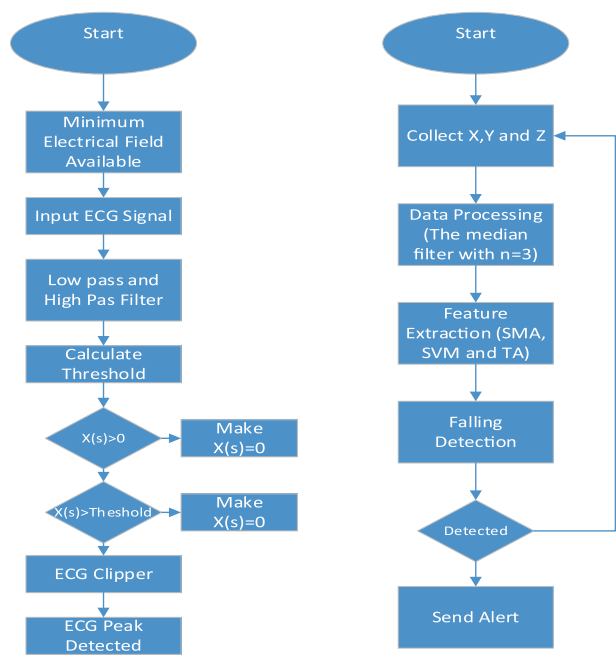 Start
Minimum
Electrical Field
Available
Input ECG Signal
Low pass and
High Pas Filter
Calculate
Threshold
X(s)>0
Make
X(s)=0
X(s)>Theshold
Make
X(s)=0
ECG Clipper
ECG Peak
Detected
Start
Collect X,Y and Z
Data Processing
(The median
filter with n=3)
Feature
Extraction (SMA,
SVM and TA)
Falling
Detection
Detected
Send Alert